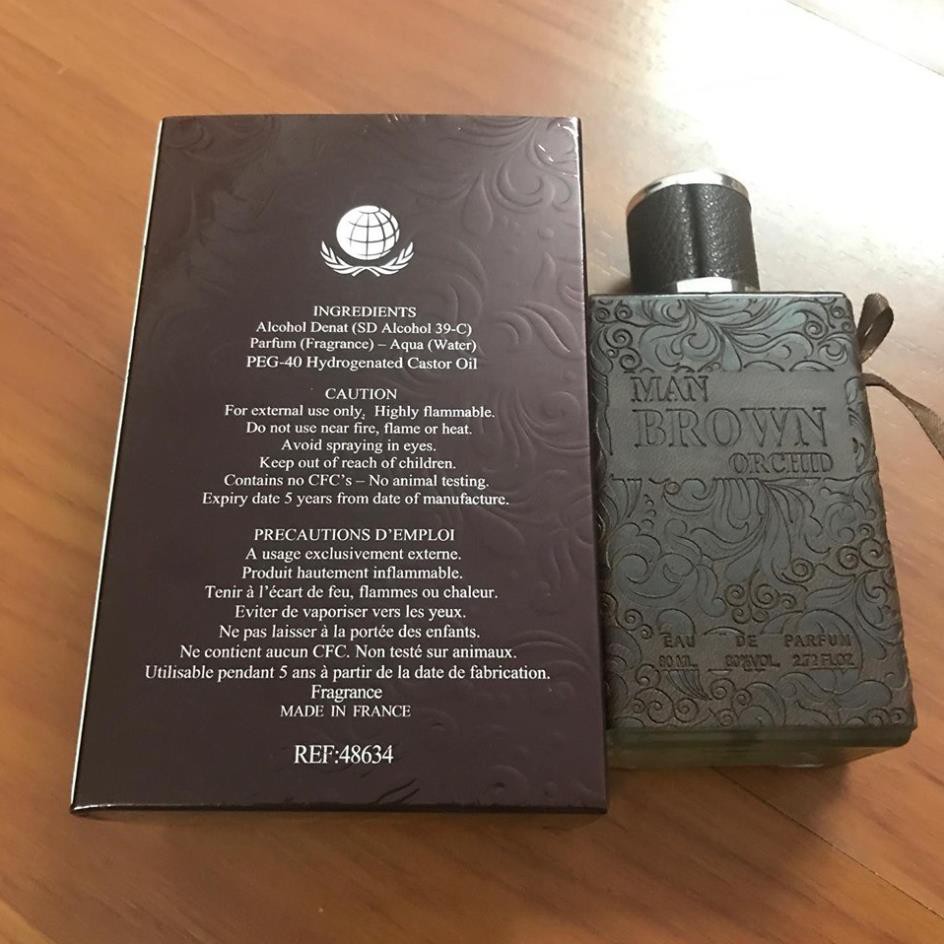 INGREDIENTS
Alcohol Denat (SD Alcohol 39-C)
Parfum (Fragrance) – Aqua (Water)
PEG-40 Hydrogenated Castor Oil
CAUTION
For external use only, Highly flammable.
Do not use near fire, flame or heat.
Avoid spraying in eyes.
Keep out of reach of children.
Contains no CFC's – No animal testing.
Expiry date 5 years from date of manufacture.
PRECAUTIONS D'EMPLOI
A usage exclusivement externe.
Produit hautement inflammable.
Tenir à l'écart de feu, flammes ou chaleur.
Eviter de vaporiser vers les yeux.
Ne pas laisser à la portée des enfants.
Ne contient aucun CFC. Non testé sur animaux.
Utilisable pendant 5 ans à partir de la date de fabrication.
Fragrance
MADE IN FRANCE
REF:48634
MAN
BROWN
ORCHID
EAU DE PARFUM
80 ML 80%VOL. 2.72 FLOZ